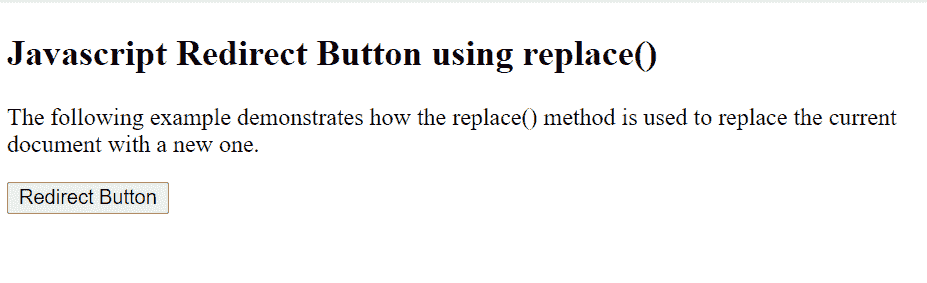 Javascript Redirect Button using replace()
The following example demonstrates how the replace() method is used to replace the current
document with a new one.
Redirect Button